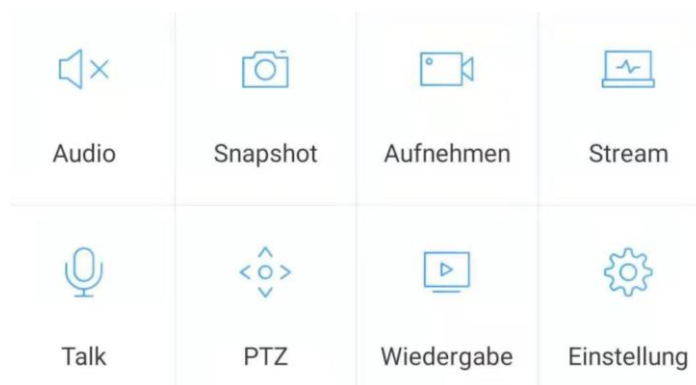 Audio
Snapshot
Aufnehmen
Stream
Talk
PTZ
Wiedergabe
Einstellung